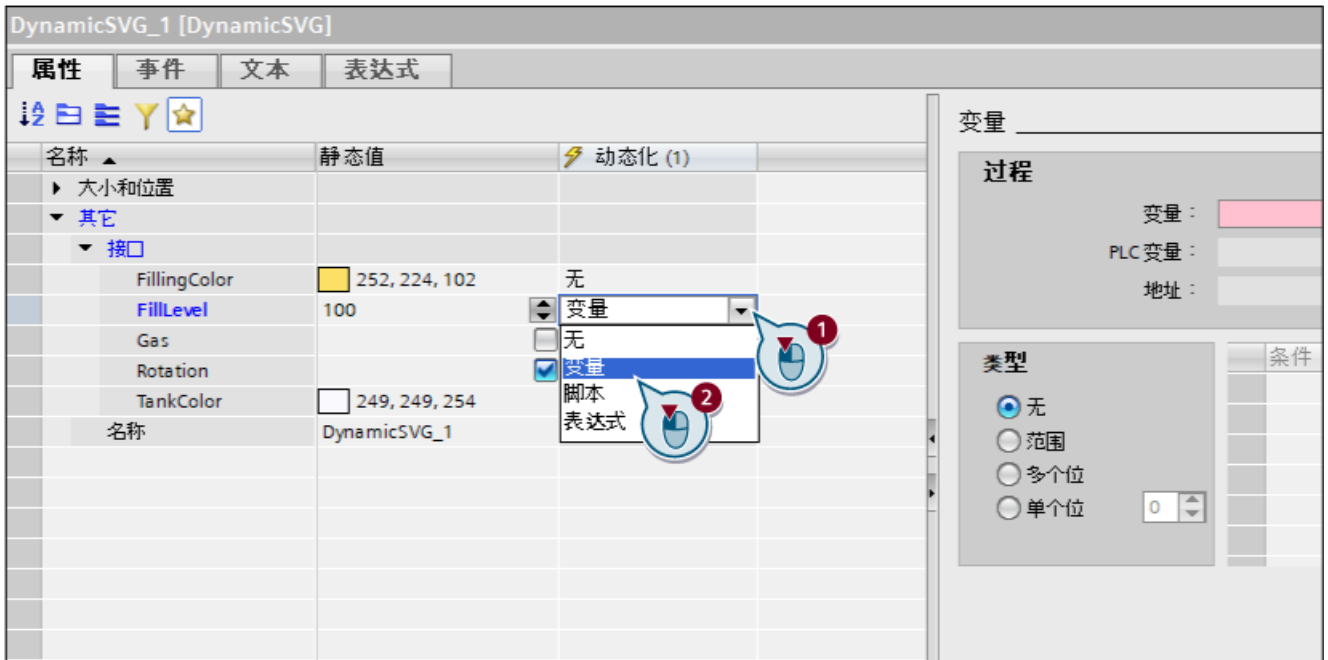 DynamicSVG_1 [DynamicSVG]
属性 事件 文本 表达式
名称 静态值 动态化 (1)
大小和位置
其它
接口
FillingColor 252, 224, 102 无
FillLevel 100 变量
Gas 无
Rotation 变量
脚本
TankColor 249, 249, 254
表达式
名称 DynamicSVG_1
1
2
变量
过程
变量：
PLC 变量：
地址：
类型 条件
无
范围
多个位
单个位 0